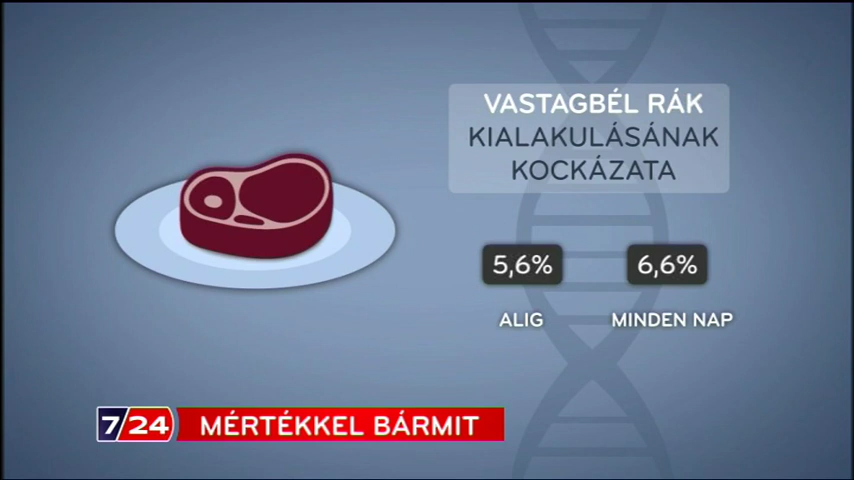 VASTAGBÉL RÁK
KIALAKULÁSÁNAK
KOCKÁZATA
5,6% 6,6%
ALIG MINDEN NAP
7/24 MÉRTÉKKEL BÁRMIT